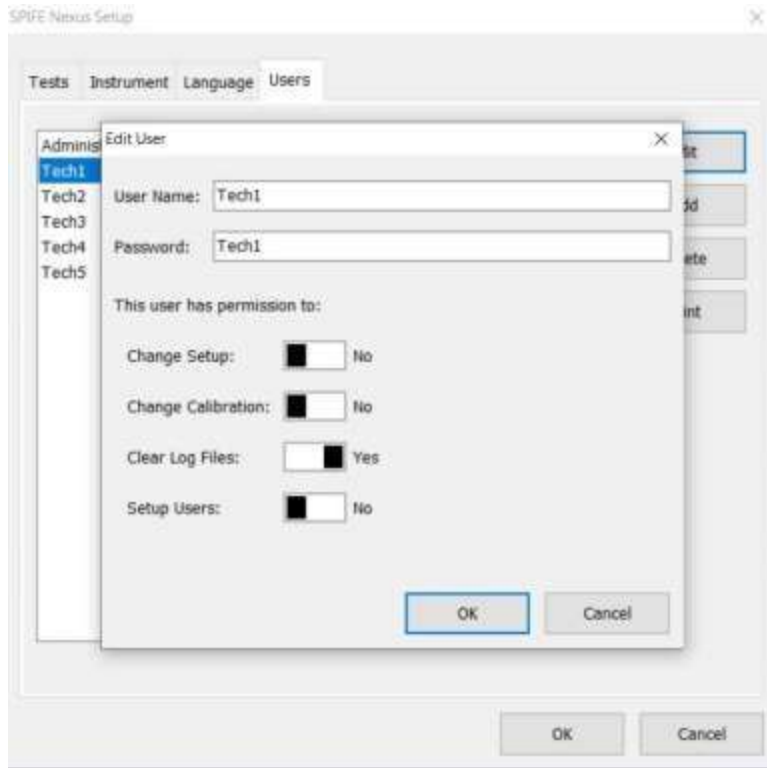 SPIFE Nexus Setup
Tests Instrument Language Users
Edit User
Tech1
Tech2
Tech3
Tech4
Tech5
User Name: Tech1
Password: Tech1
This user has permission to:
Change Setup: No
Change Calibration: No
Clear Log Files: Yes
Setup Users: No
OK Cancel
OK Cancel